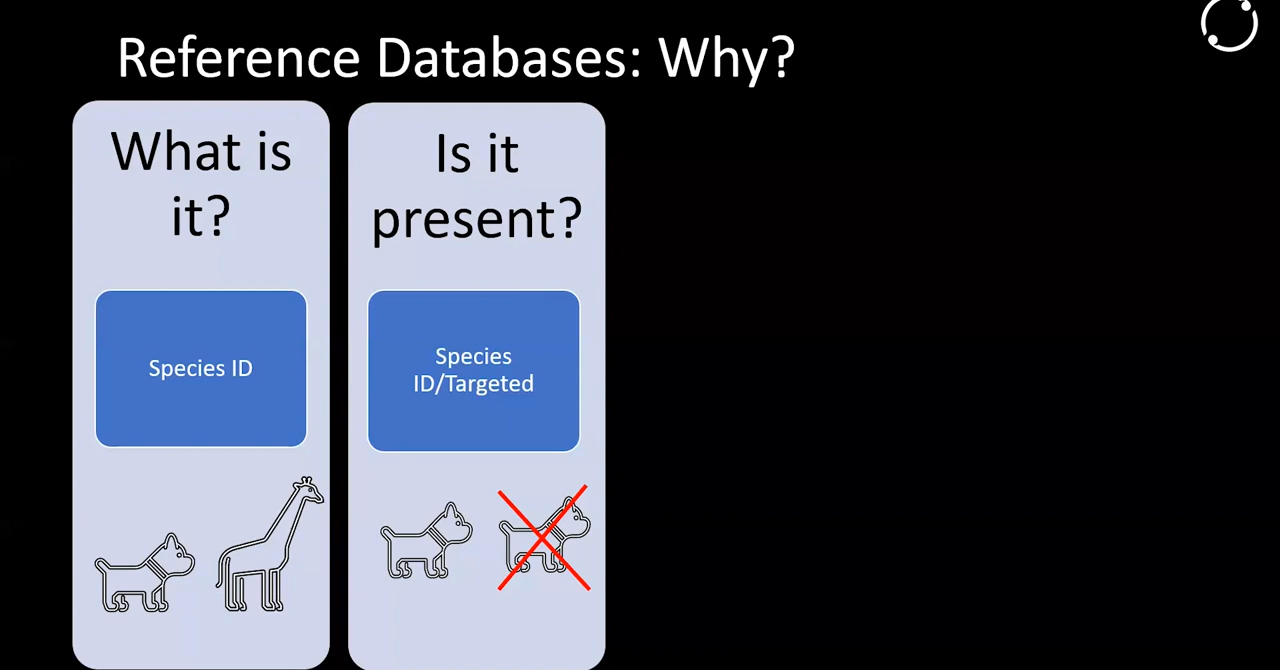 Reference Databases: Why?
What is
it?
Species ID
Is it
present?
Species
ID/Targeted